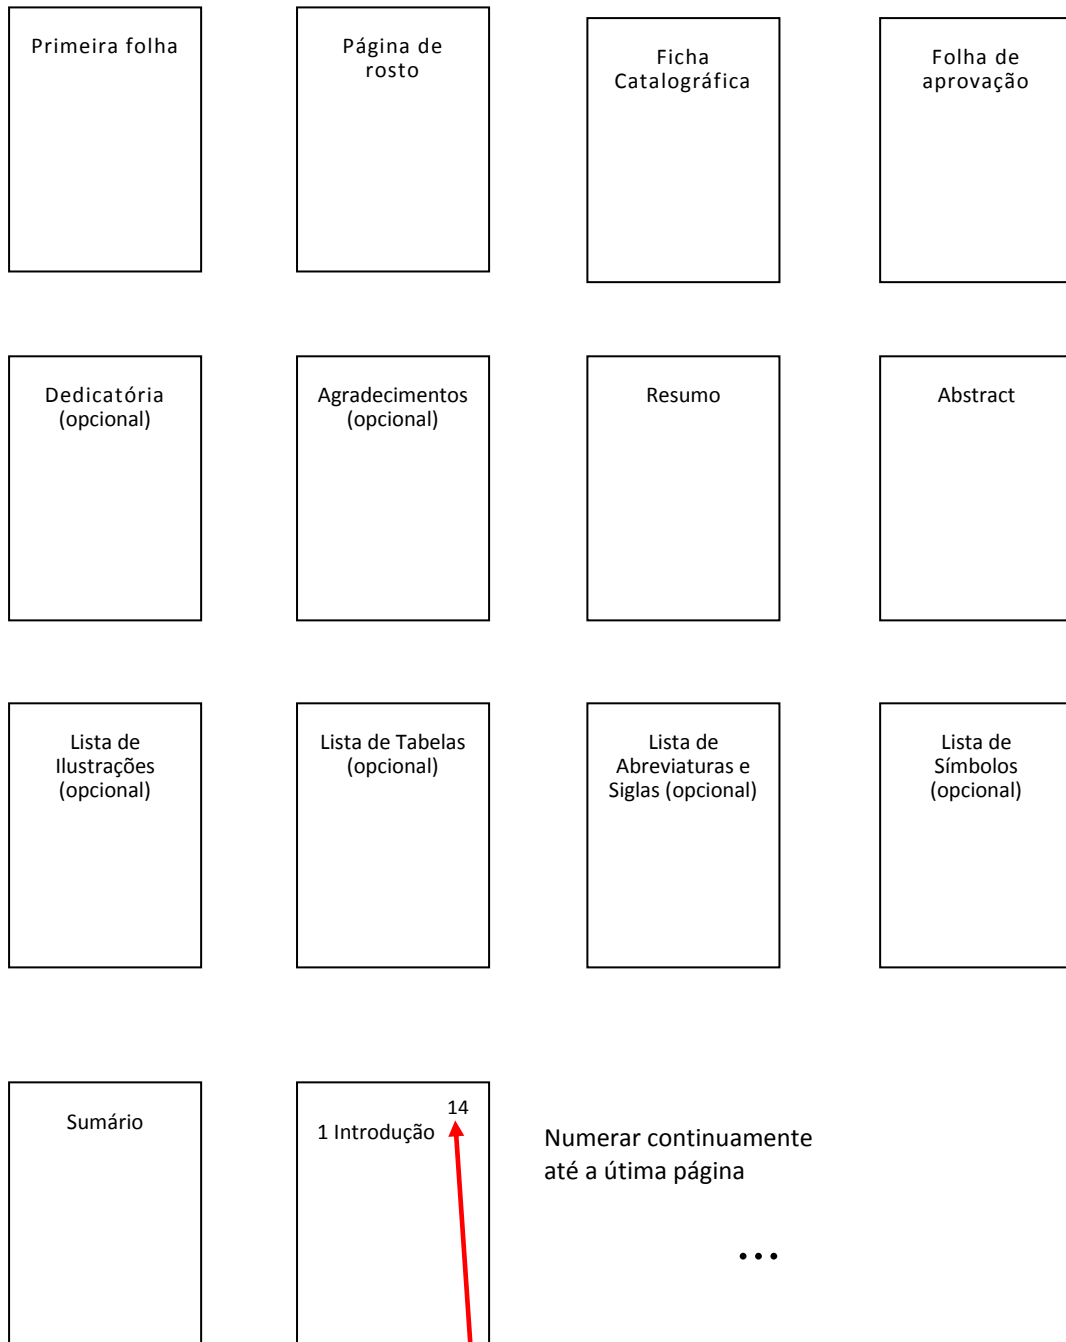 Primeira folha
Página de
rosto
Ficha
Catalográfica
Folha de
aprovação
Dedicatória
(opcional)
Agradecimentos
(opcional)
Resumo
Abstract
Lista de
Ilustrações
(opcional)
Lista de Tabelas
(opcional)
Lista de
Abreviaturas e
Siglas (opcional)
Lista de
Símbolos
(opcional)
Sumário
14
1 Introdução
Numerar continuamente
até a útima página
...